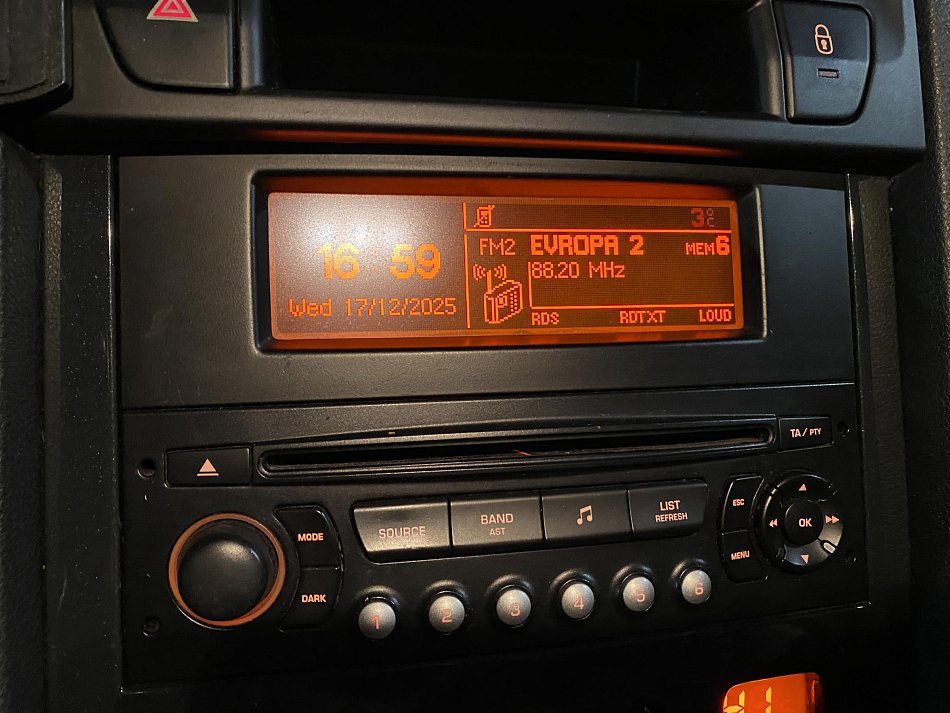 3°C
16 59
FM2 EVROPA 2 MEM6
88.20 MHz
Wed 17/12/2025
RDS RDTXT LOUD
TA / PTY
SOURCE
BAND
AST
LIST
REFRESH
ESC
MENU
OK
MODE
DARK
1 2 3 4 5 6